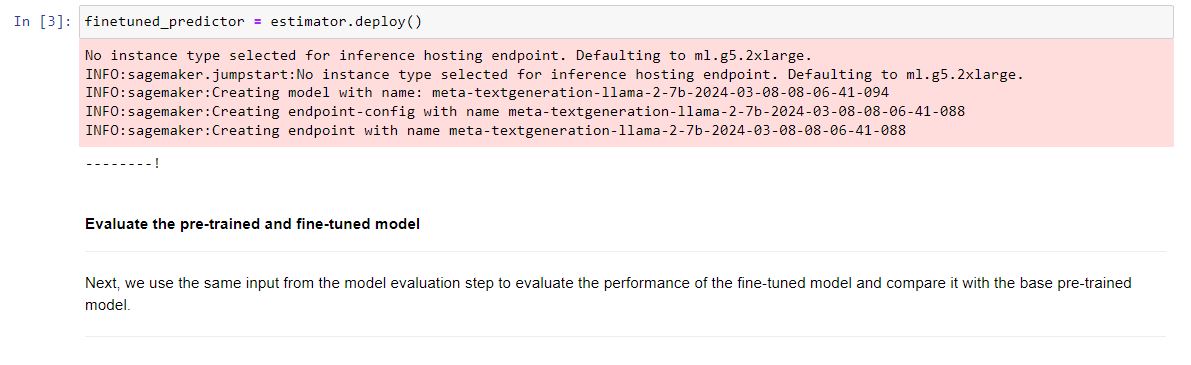 In [3]: finetuned_predictor = estimator.deploy()
No instance type selected for inference hosting endpoint. Defaulting to ml.g5.2xlarge.
INFO:sagemaker.jumpstart:No instance type selected for inference hosting endpoint. Defaulting to ml.g5.2xlarge.
INFO:sagemaker:Creating model with name: meta-textgeneration-llama-2-7b-2024-03-08-08-06-41-094
INFO:sagemaker:Creating endpoint-config with name meta-textgeneration-llama-2-7b-2024-03-08-08-06-41-088
INFO:sagemaker:Creating endpoint with name meta-textgeneration-llama-2-7b-2024-03-08-08-06-41-088
--------!
Evaluate the pre-trained and fine-tuned model
Next, we use the same input from the model evaluation step to evaluate the performance of the fine-tuned model and compare it with the base pre-trained
model.